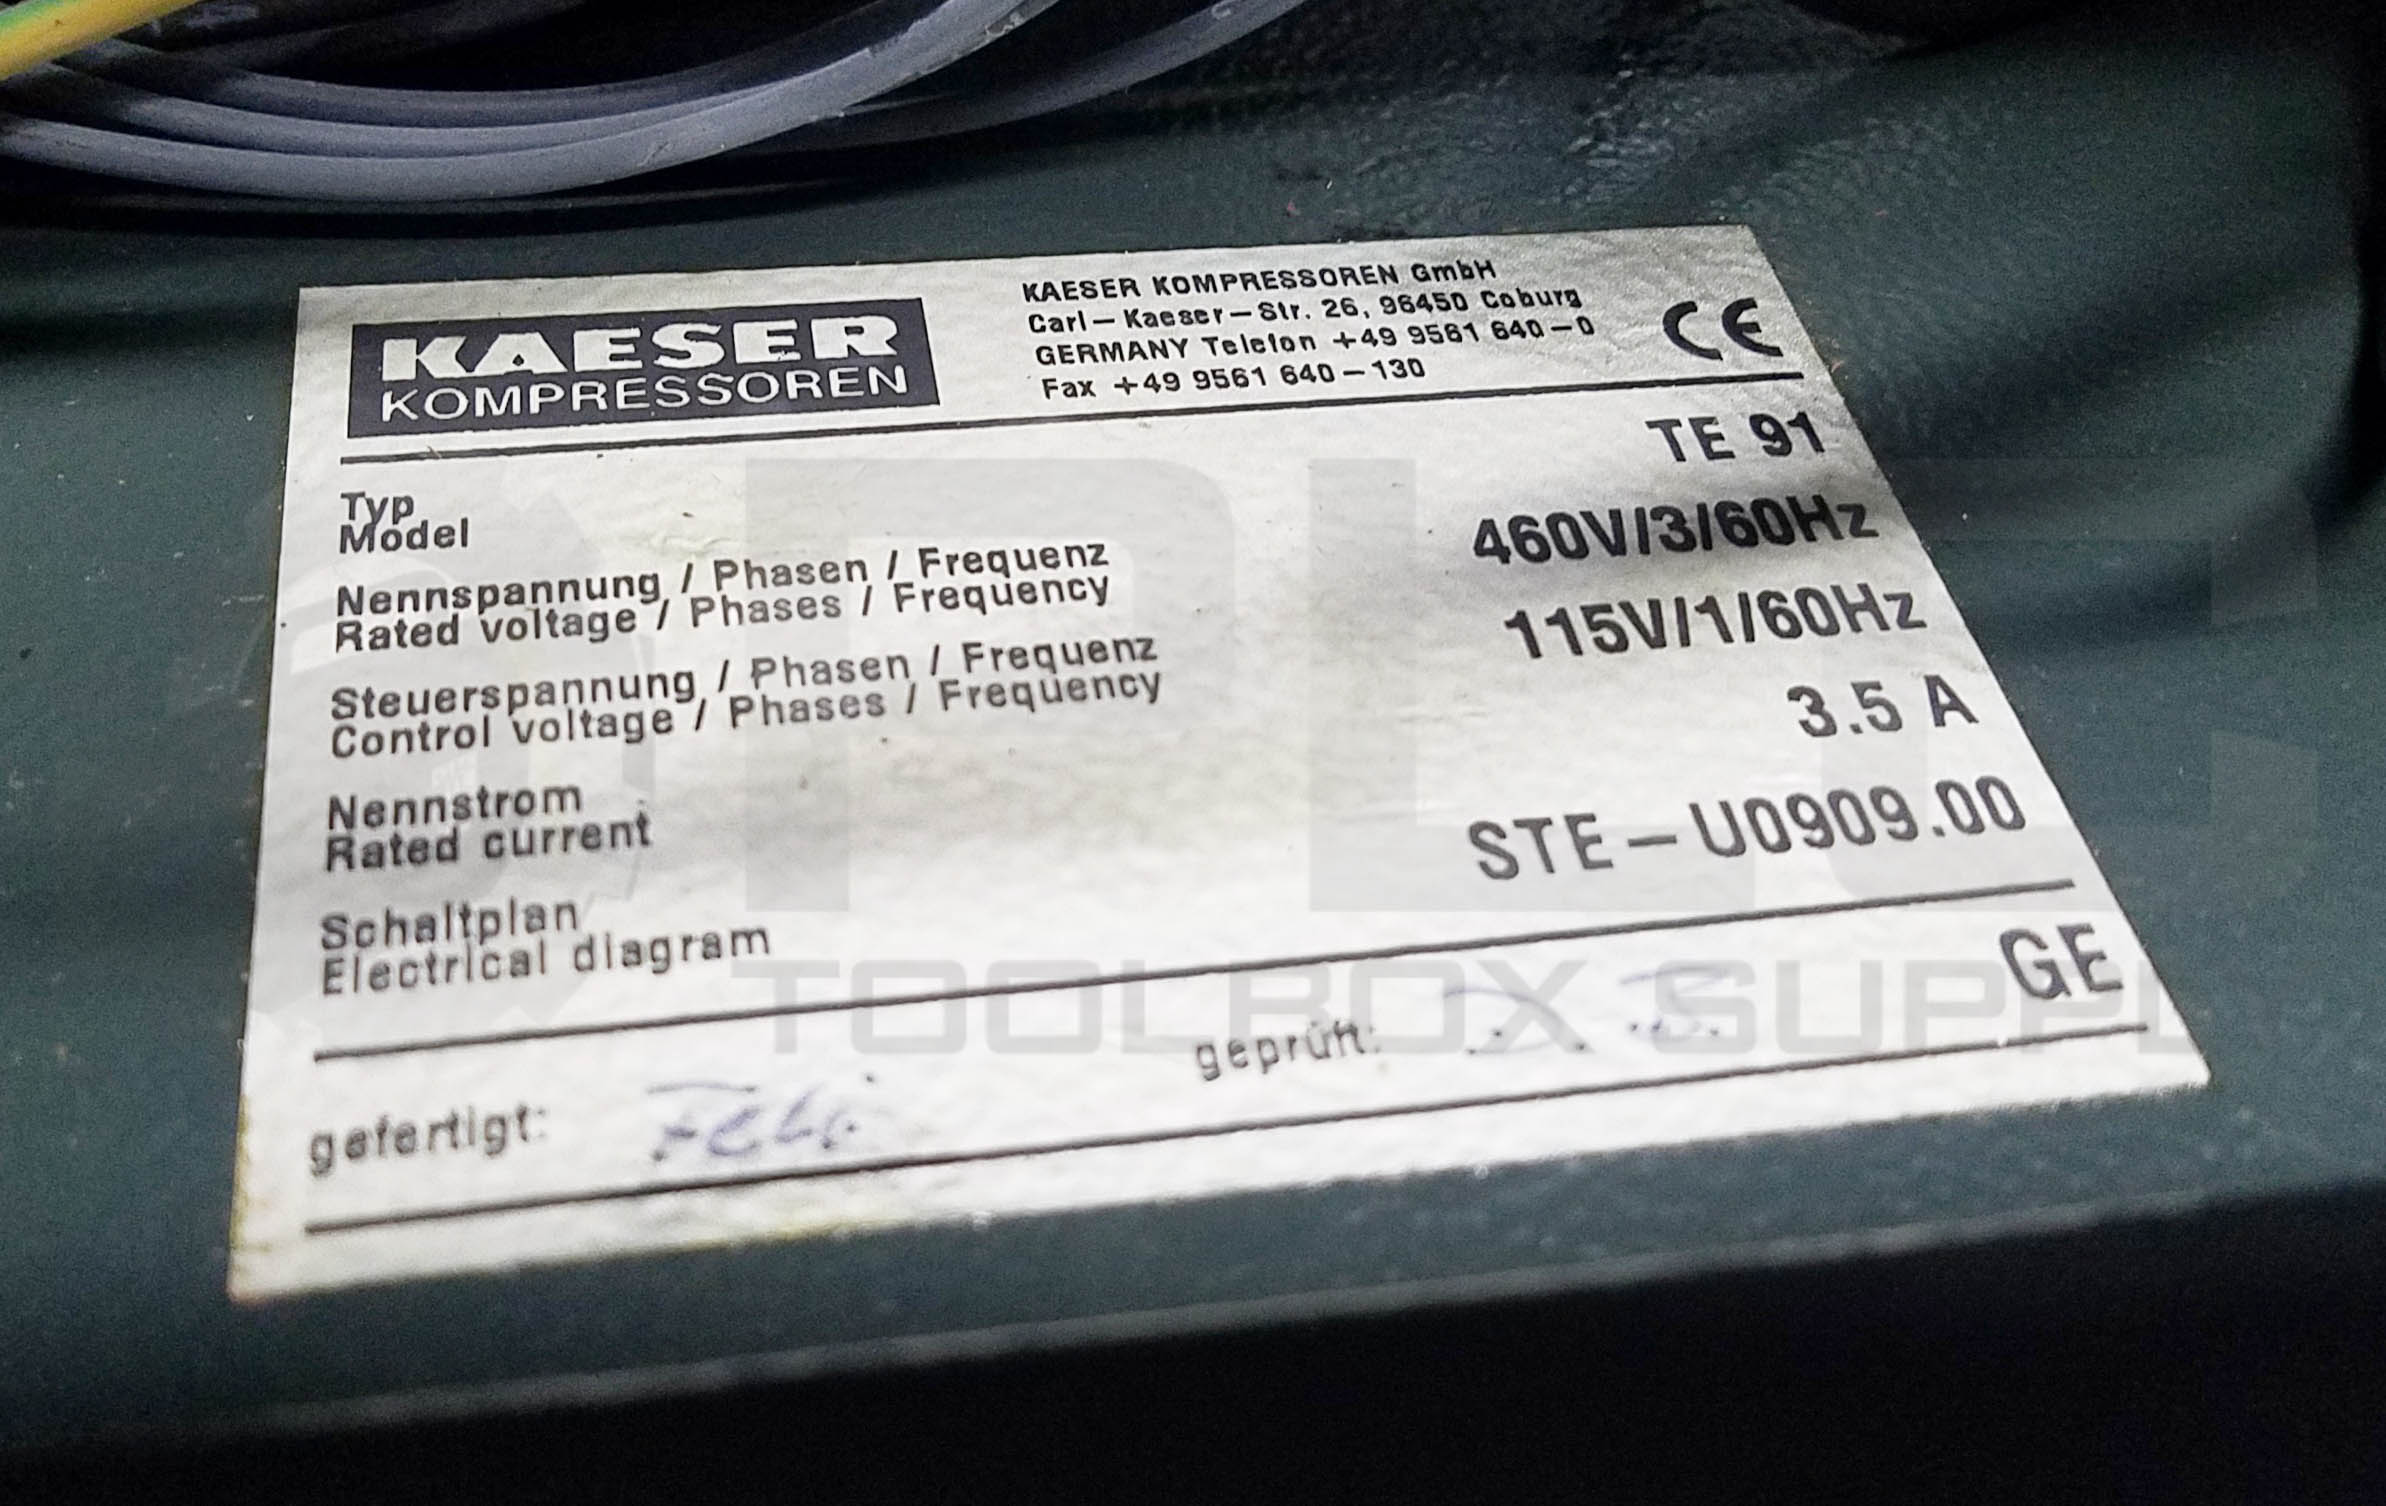 KAESER
KOMPRESSOREN
KAESER KOMPRESSOREN GmbH
Carl-Kaeser-Str. 26, 96450 Coburg
GERMANY Telefon +49 9561 640-0
Fax +49 9561 640-130
CE
Typ
Model
TE 91
Nennspannung / Phasen / Frequenz
Rated voltage / Phases / Frequency
460V/3/60Hz
Steuerspannung / Phasen / Frequenz
Control voltage / Phases / Frequency
115V/1/60Hz
Nennstrom
Rated current
3.5 A
Schaltplan
Electrical diagram
STE-U0909.00
gefertigt:
geprüft: D. B.
GE
TOOLBOX SUPPLY